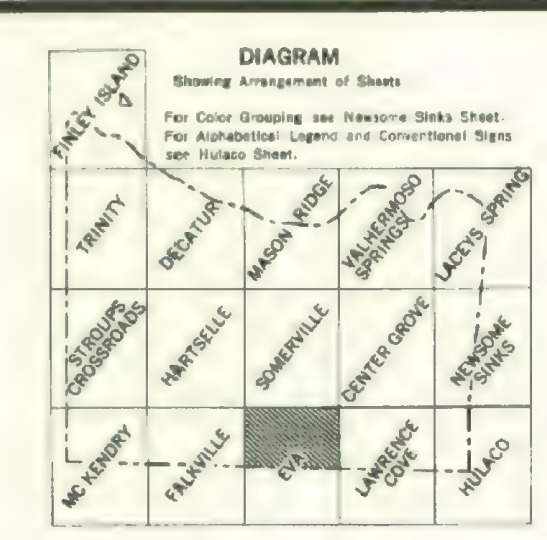 DIAGRAM
Showing Arrangement of Sheets
For Color Grouping see Newsome Sinks Sheet.
For Alphabetical Legend and Conventional Signs
see Hulaco Sheet.
FINLEY ISLAND
TRINITY
DECATUR
MASON RIDGE
VALHERMOSO
SPRINGS
LACEYS SPRING
STROUPS
CROSSROADS
HARTSELLE
SOMERVILLE
CENTER GROVE
NEWSOME
SINKS
MC KENDRY
FALKVILLE
EVA
LAWRENCE
COVE
HULACO